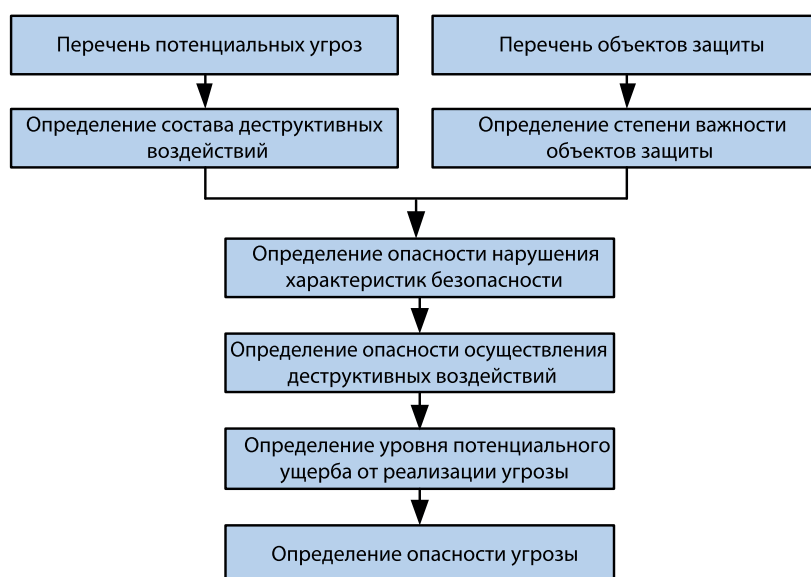 Перечень потенциальных угроз
Перечень объектов защиты
Определение состава деструктивных
воздействий
Определение степени важности
объектов защиты
Определение опасности нарушения
характеристик безопасности
Определение опасности осуществления
деструктивных воздействий
Определение уровня потенциального
ущерба от реализации угрозы
Определение опасности угрозы